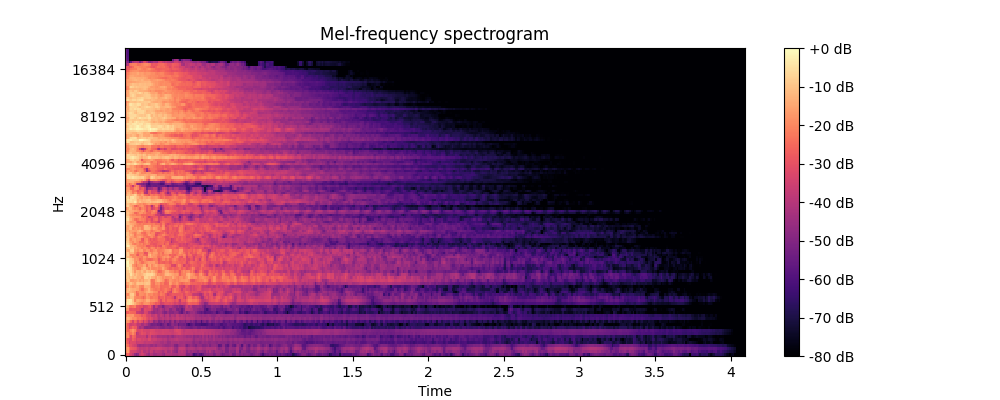 Mel-frequency spectrogram
Hz
16384
8192
4096
2048
1024
512
0
0 0.5 1 1.5 2 2.5 3 3.5 4
Time
+0 dB
-10 dB
-20 dB
-30 dB
-40 dB
-50 dB
-60 dB
-70 dB
-80 dB